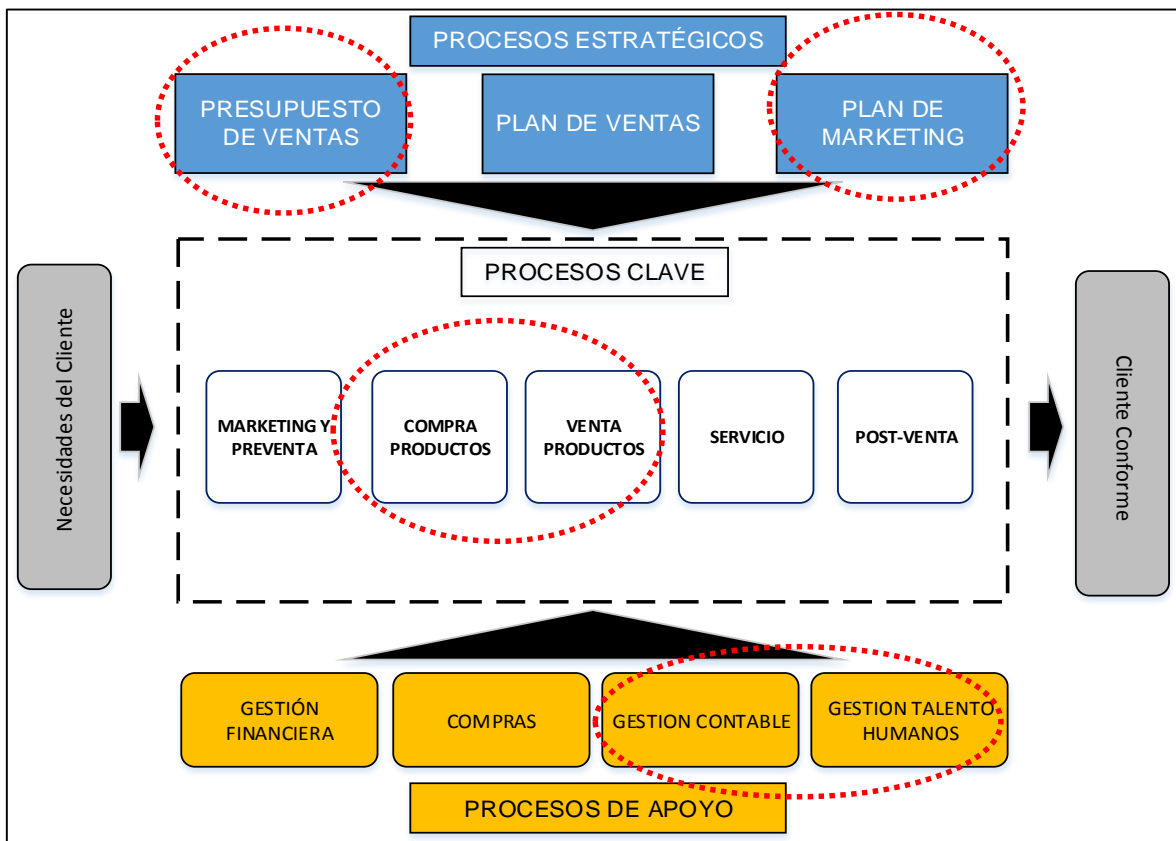 PROCESOS ESTRATÉGICOS
PRESUPUESTO
DE VENTAS
PLAN DE VENTAS
PLAN DE
MARKETING
PROCESOS CLAVE
Necesidades del Cliente
MARKETING Y
PREVENTA
COMPRA
PRODUCTOS
VENTA
PRODUCTOS
SERVICIO
POST-VENTA
Cliente Conforme
GESTIÓN
FINANCIERA
COMPRAS
GESTION CONTABLE
GESTION TALENTO
HUMANOS
PROCESOS DE APOYO